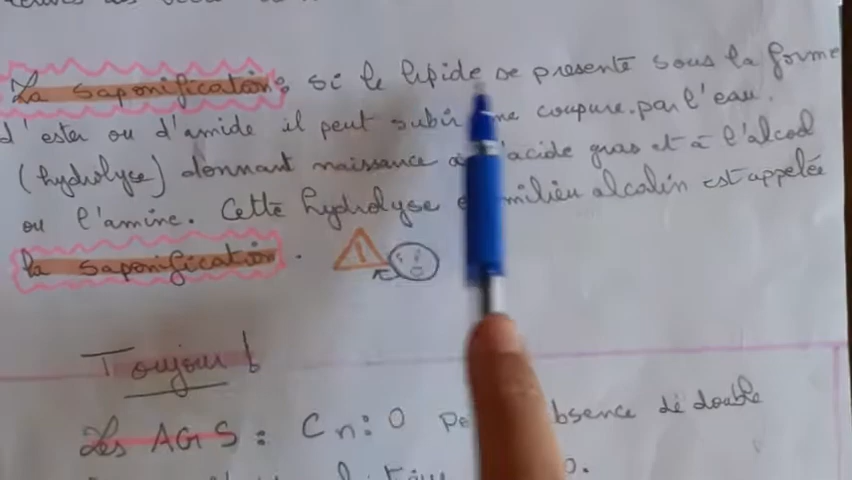 La saponification : si le lipide se présente sous la forme
d'ester ou d'amide il peut subir une coupure par l'eau.
(hydrolyse) donnant naissance à l'acide gras et à l'alcool
ou l'amine. Cette hydrolyse milieu alcalin est appelée
la saponification.
Toujour !
Les AGS : Cn: 0 absence de double